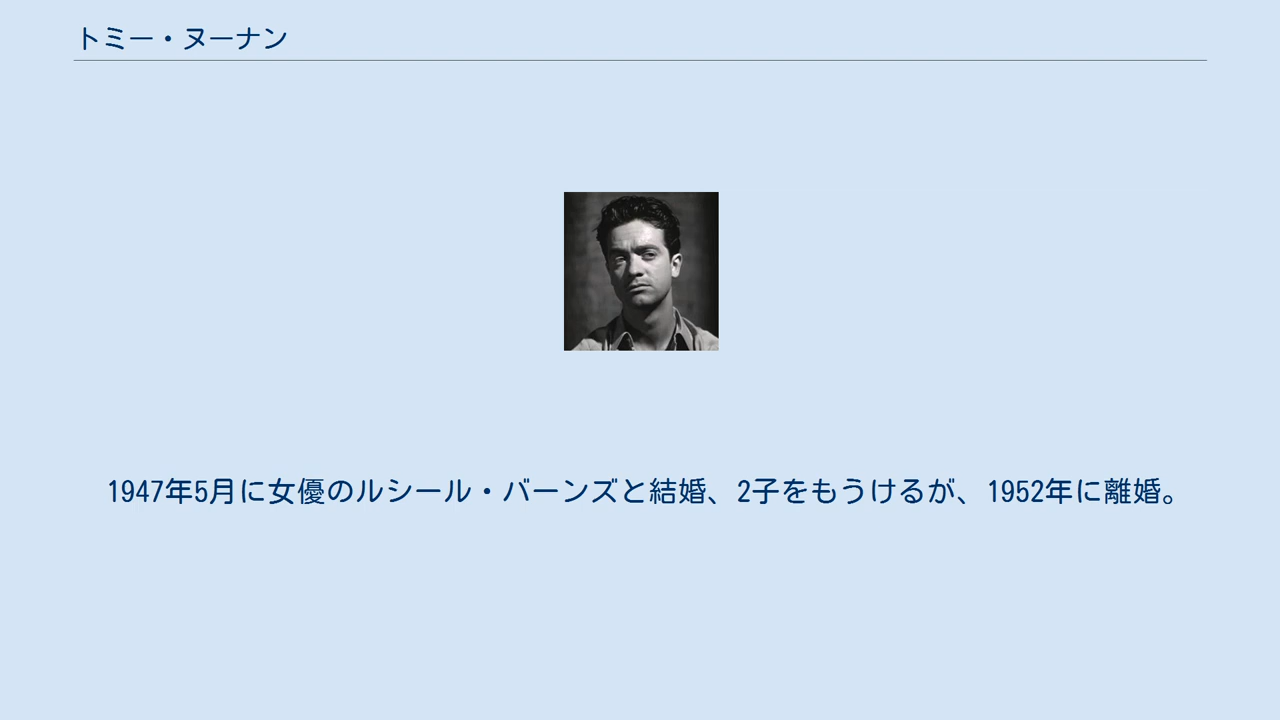 トミー・ヌーナン
1947年5月に女優のルシール・バーンズと結婚、2子をもうけるが、1952年に離婚。